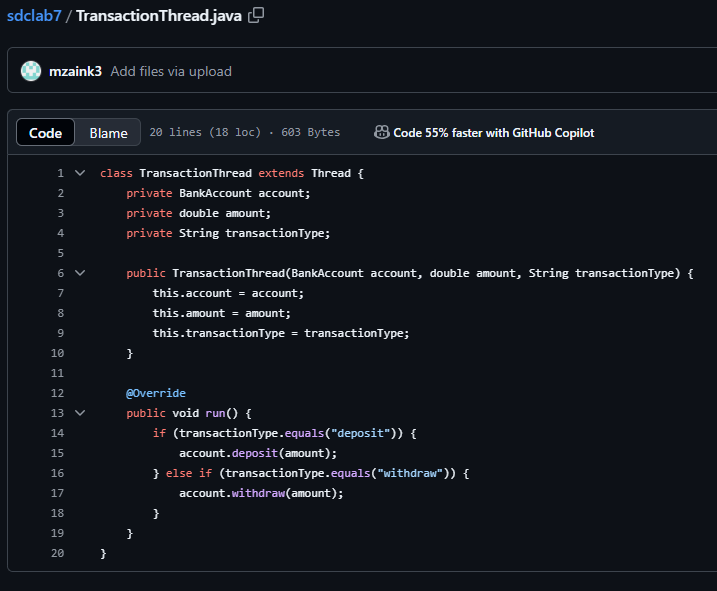 sdclab7 / TransactionThread.java
mzaink3 Add files via upload
Code Blame 20 lines (18 loc) · 603 Bytes Code 55% faster with GitHub Copilot
1 class TransactionThread extends Thread {
2     private BankAccount account;
3     private double amount;
4     private String transactionType;
5
6     public TransactionThread(BankAccount account, double amount, String transactionType) {
7         this.account = account;
8         this.amount = amount;
9         this.transactionType = transactionType;
10     }
11
12     @Override
13     public void run() {
14         if (transactionType.equals("deposit")) {
15             account.deposit(amount);
16         } else if (transactionType.equals("withdraw")) {
17             account.withdraw(amount);
18         }
19     }
20 }